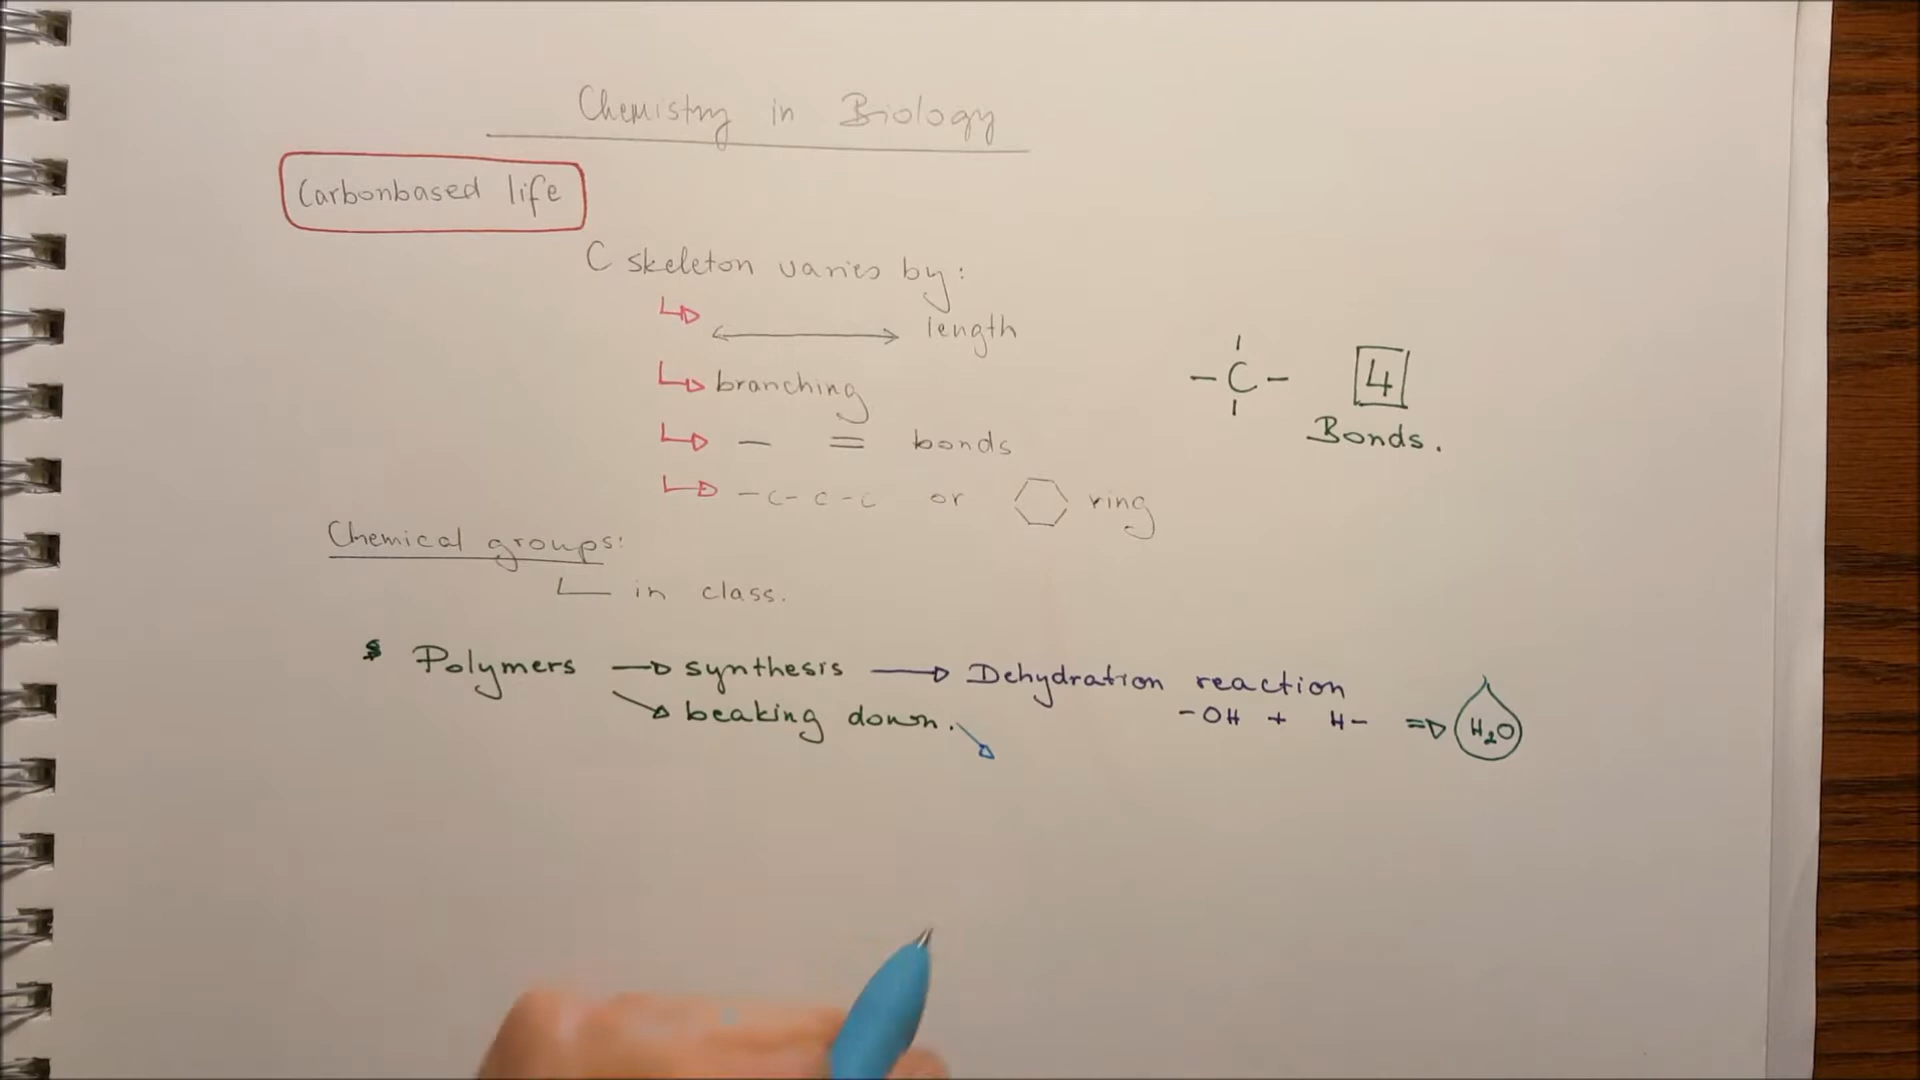 Chemistry in Biology
Carbonbased life
C skeleton varies by:
length
branching
— = bonds
-C-C-C or ring
-C- 4
Bonds.
Chemical groups:
in class.
Polymers → synthesis → Dehydration reaction
-OH + H- ⇒ H₂O
beaking down.